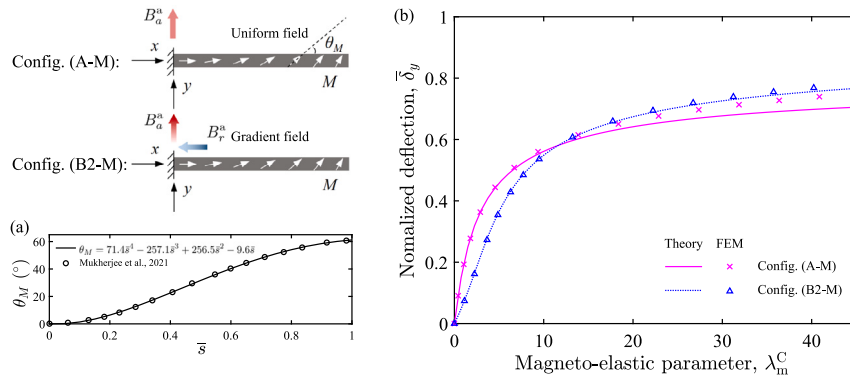 B_a^a
Uniform field
θ_M
x
Config. (A-M):
M
y
B_a^a
B_r^a
Gradient field
x
Config. (B2-M):
M
y
(a)
60
40
20
0
θ_M (°)
θ_M = 71.4s̄^4 − 257.1s̄^3 + 256.5s̄^2 − 9.6s̄
Mukherjee et al., 2021
0 0.2 0.4 0.6 0.8 1
s̄
(b)
1
0.8
0.6
0.4
0.2
0
Nomalized deflection, δ̄_y
Theory FEM
Config. (A-M)
Config. (B2-M)
0 10 20 30 40
Magneto-elastic parameter, λ_m^C